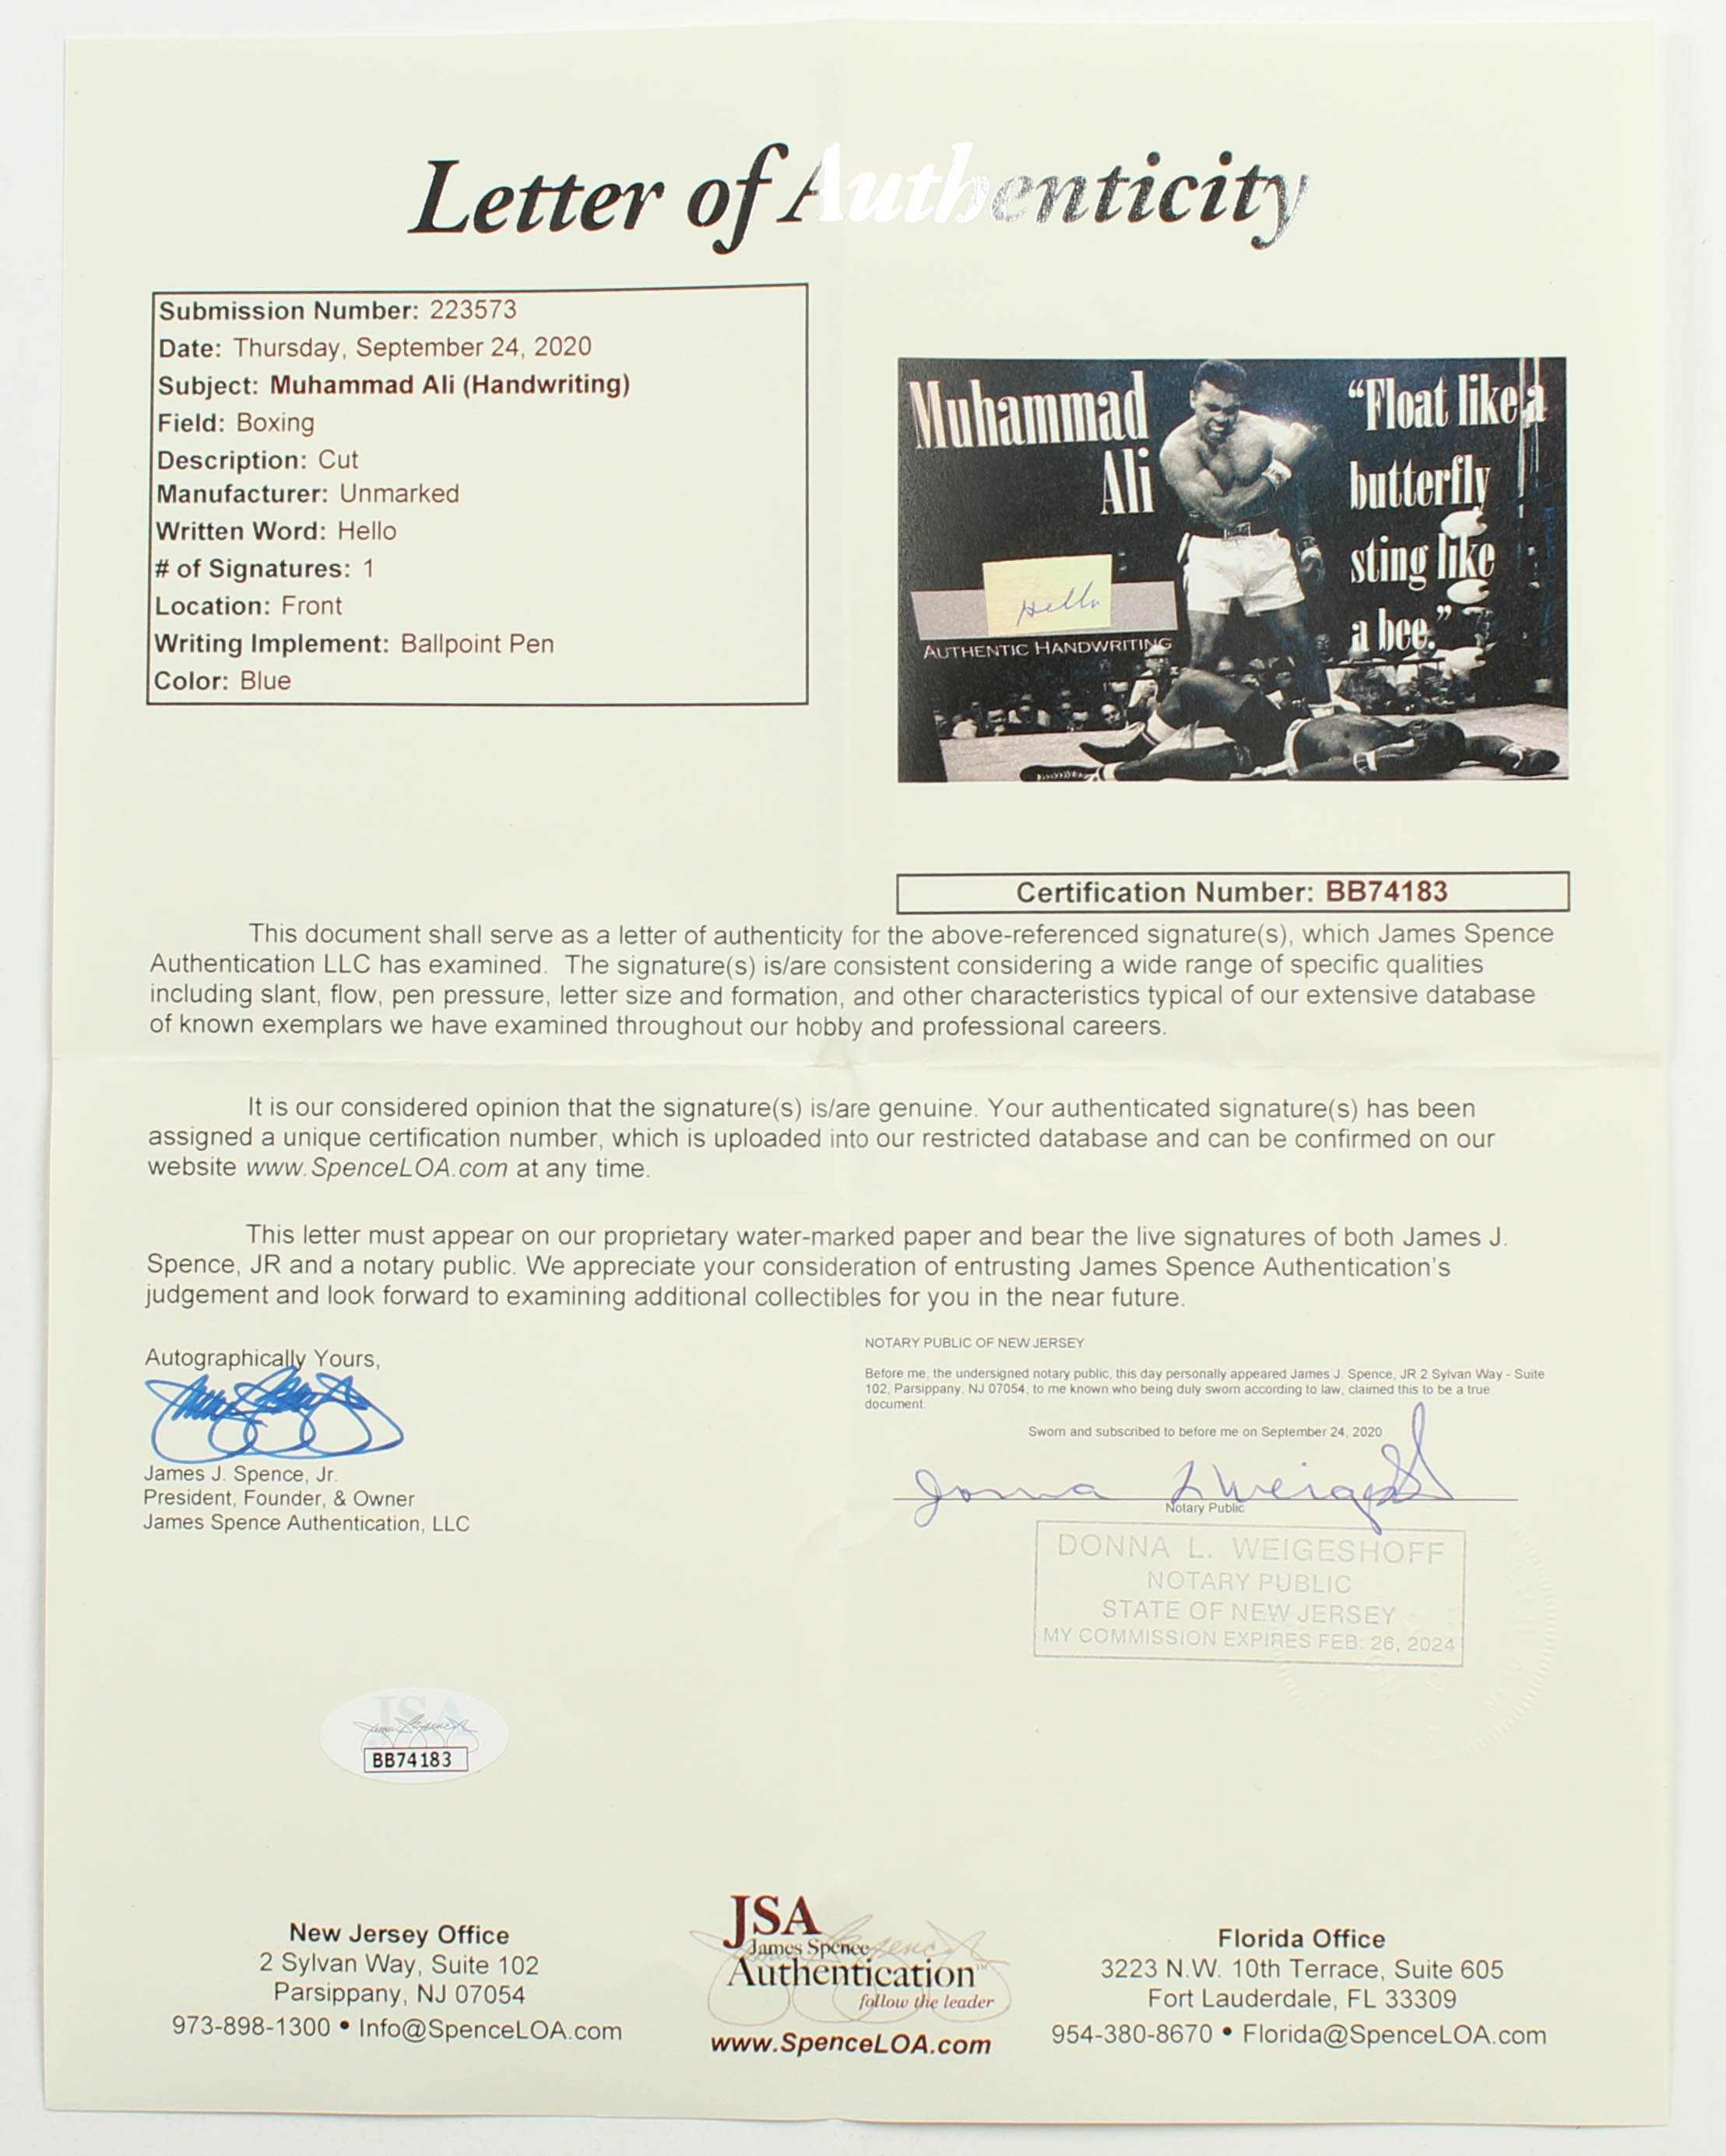 Letter of Authenticity
Submission Number: 223573
Date: Thursday, September 24, 2020
Subject: Muhammad Ali (Handwriting)
Field: Boxing
Description: Cut
Manufacturer: Unmarked
Written Word: Hello
# of Signatures: 1
Location: Front
Writing Implement: Ballpoint Pen
Color: Blue
Muhammad
Ali
"Float like a
butterfly
sting like
a bee."
Hello
AUTHENTIC HANDWRITING
Certification Number: BB74183
This document shall serve as a letter of authenticity for the above-referenced signature(s), which James Spence
Authentication LLC has examined. The signature(s) is/are consistent considering a wide range of specific qualities
including slant, flow, pen pressure, letter size and formation, and other characteristics typical of our extensive database
of known exemplars we have examined throughout our hobby and professional careers.
It is our considered opinion that the signature(s) is/are genuine. Your authenticated signature(s) has been
assigned a unique certification number, which is uploaded into our restricted database and can be confirmed on our
website www.SpenceLOA.com at any time.
This letter must appear on our proprietary water-marked paper and bear the live signatures of both James J.
Spence, JR and a notary public. We appreciate your consideration of entrusting James Spence Authentication's
judgement and look forward to examining additional collectibles for you in the near future.
Autographically Yours,
James J. Spence, Jr.
President, Founder, & Owner
James Spence Authentication, LLC
NOTARY PUBLIC OF NEW JERSEY
Before me, the undersigned notary public, this day personally appeared James J. Spence, JR 2 Sylvan Way - Suite
102, Parsippany, NJ 07054, to me known who being duly sworn according to law, claimed this to be a true
document.
Sworn and subscribed to before me on September 24, 2020
Notary Public
DONNA L. WEIGESHOFF
NOTARY PUBLIC
STATE OF NEW JERSEY
MY COMMISSION EXPIRES FEB. 26, 2024
JSA
BB74183
New Jersey Office
2 Sylvan Way, Suite 102
Parsippany, NJ 07054
973-898-1300 • Info@SpenceLOA.com
JSA
James Spence
Authentication™
follow the leader
www.SpenceLOA.com
Florida Office
3223 N.W. 10th Terrace, Suite 605
Fort Lauderdale, FL 33309
954-380-8670 • Florida@SpenceLOA.com